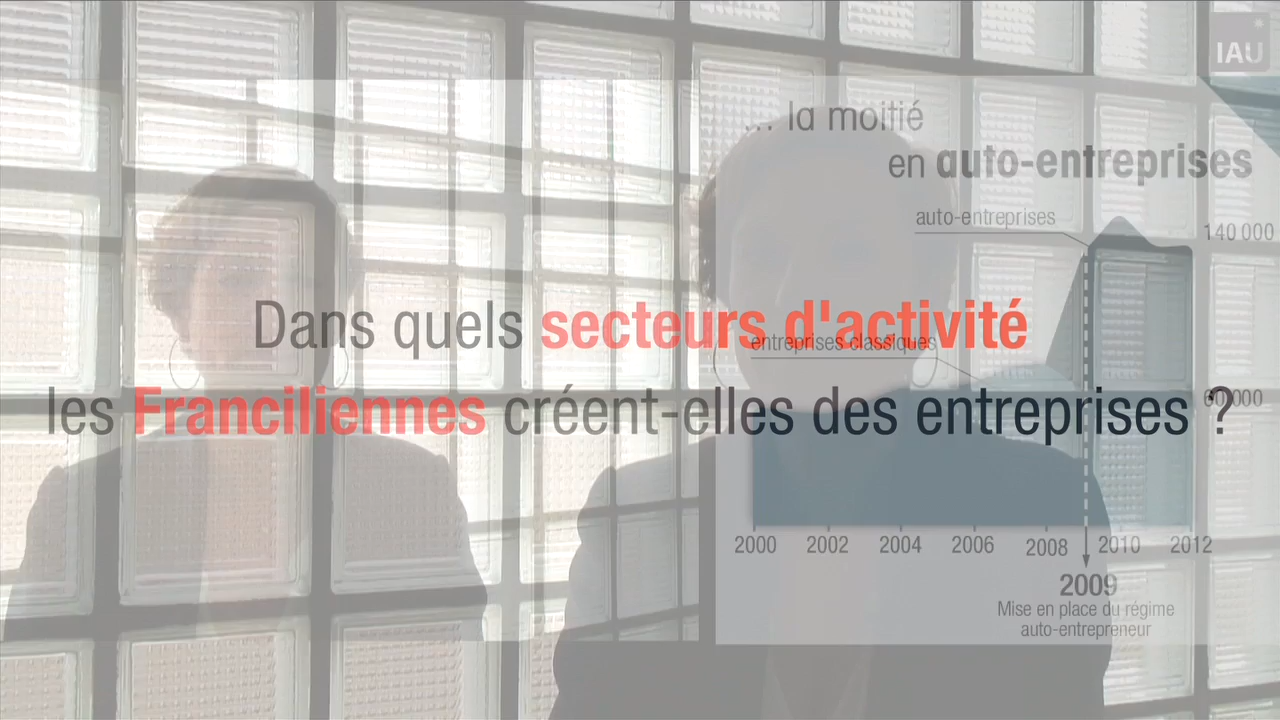 IAU
... la moitié
en auto-entreprises
auto-entreprises
140 000
Dans quels secteurs d'activité
entreprises classiques
les Franciliennes créent-elles des entreprises ?
2000 2002 2004 2006 2008 2010 2012
2009
Mise en place du régime
auto-entrepreneur